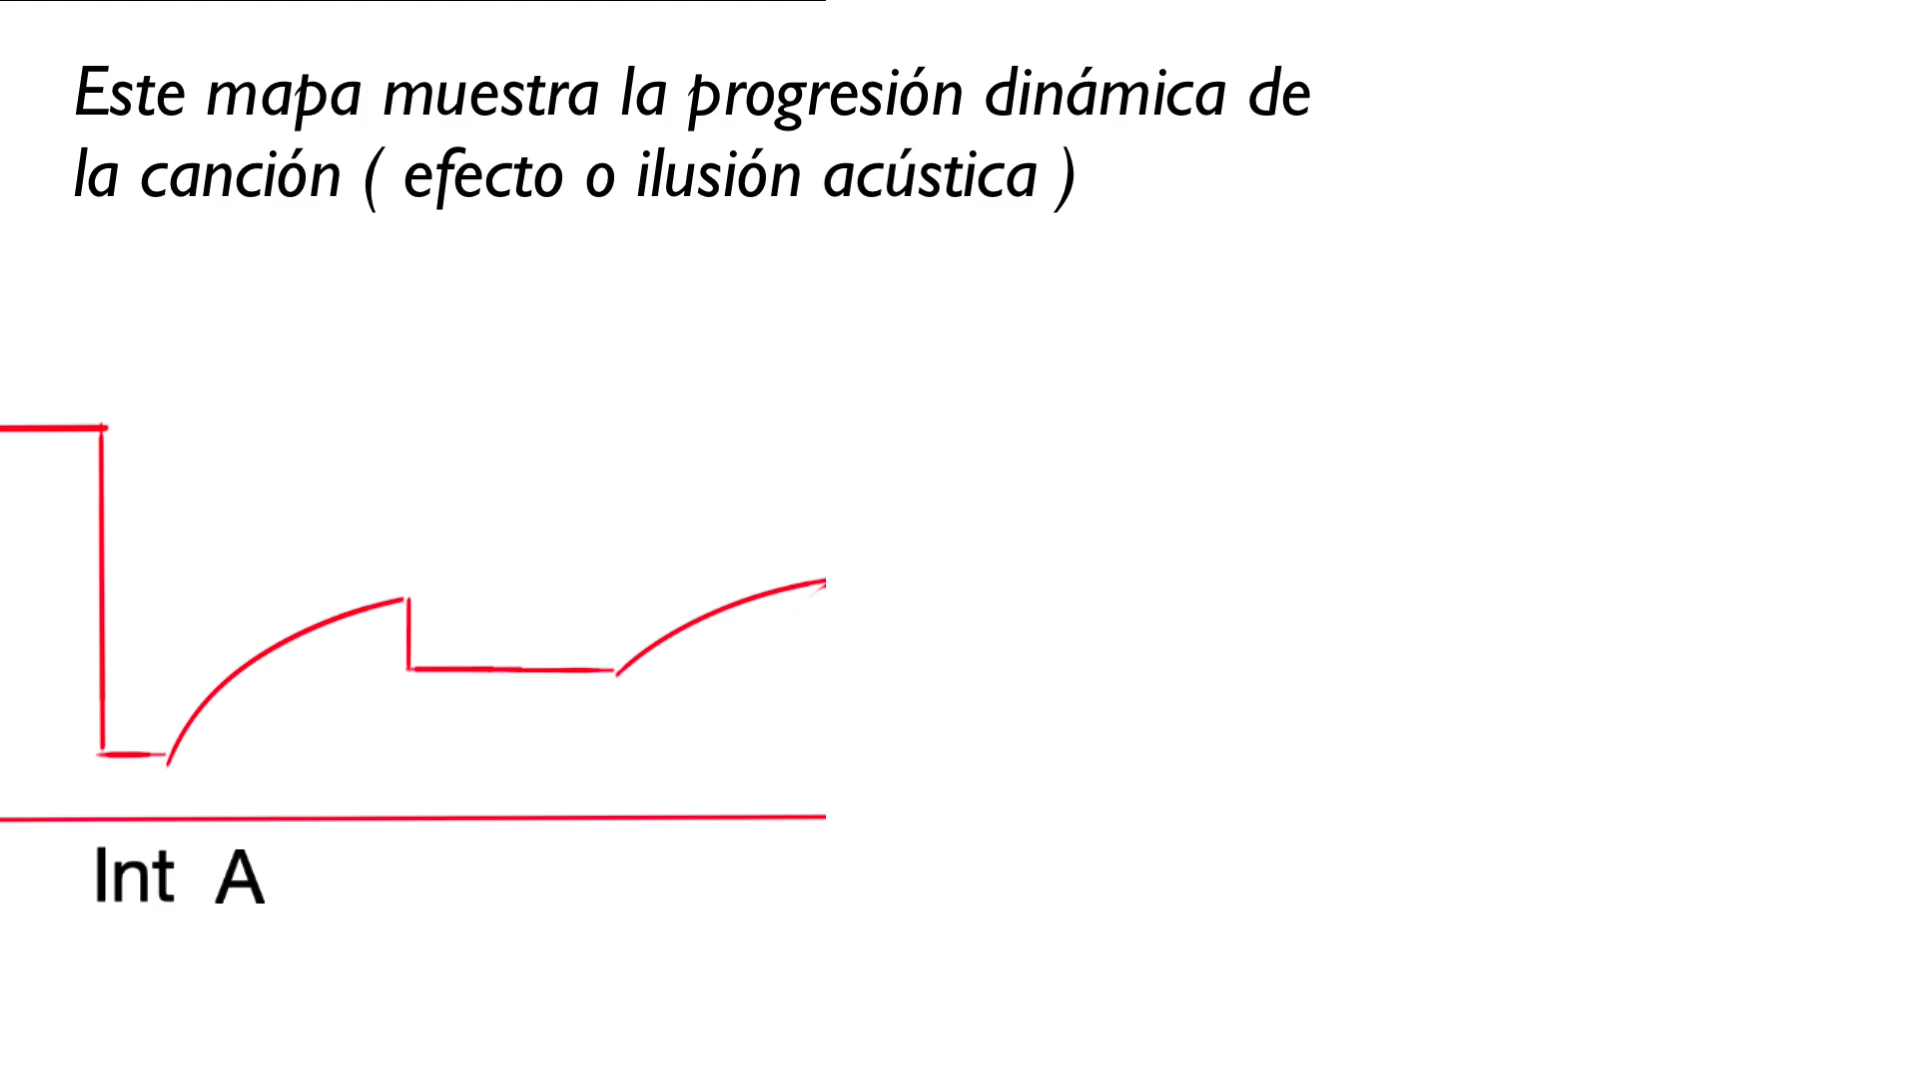 Este mapa muestra la progresión dinámica de
la canción ( efecto o ilusión acústica )
Int A